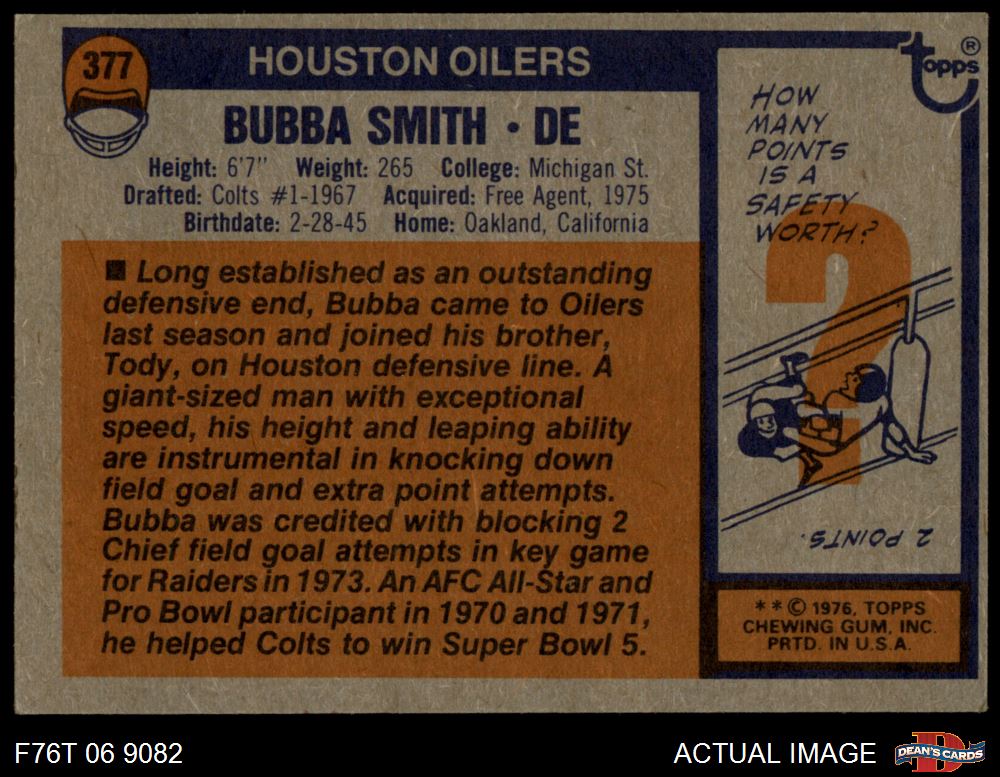 377
HOUSTON OILERS
BUBBA SMITH • DE
Height: 6'7" Weight: 265 College: Michigan St.
Drafted: Colts #1-1967 Acquired: Free Agent, 1975
Birthdate: 2-28-45 Home: Oakland, California
■ Long established as an outstanding
defensive end, Bubba came to Oilers
last season and joined his brother,
Tody, on Houston defensive line. A
giant-sized man with exceptional
speed, his height and leaping ability
are instrumental in knocking down
field goal and extra point attempts.
Bubba was credited with blocking 2
Chief field goal attempts in key game
for Raiders in 1973. An AFC All-Star and
Pro Bowl participant in 1970 and 1971,
he helped Colts to win Super Bowl 5.
Topps ®
HOW
MANY
POINTS
IS A
SAFETY
WORTH?
?
2 POINTS.
** © 1976, TOPPS
CHEWING GUM, INC.
PRTD. IN U.S.A.
F76T 06 9082
ACTUAL IMAGE
D
DEAN'S CARDS